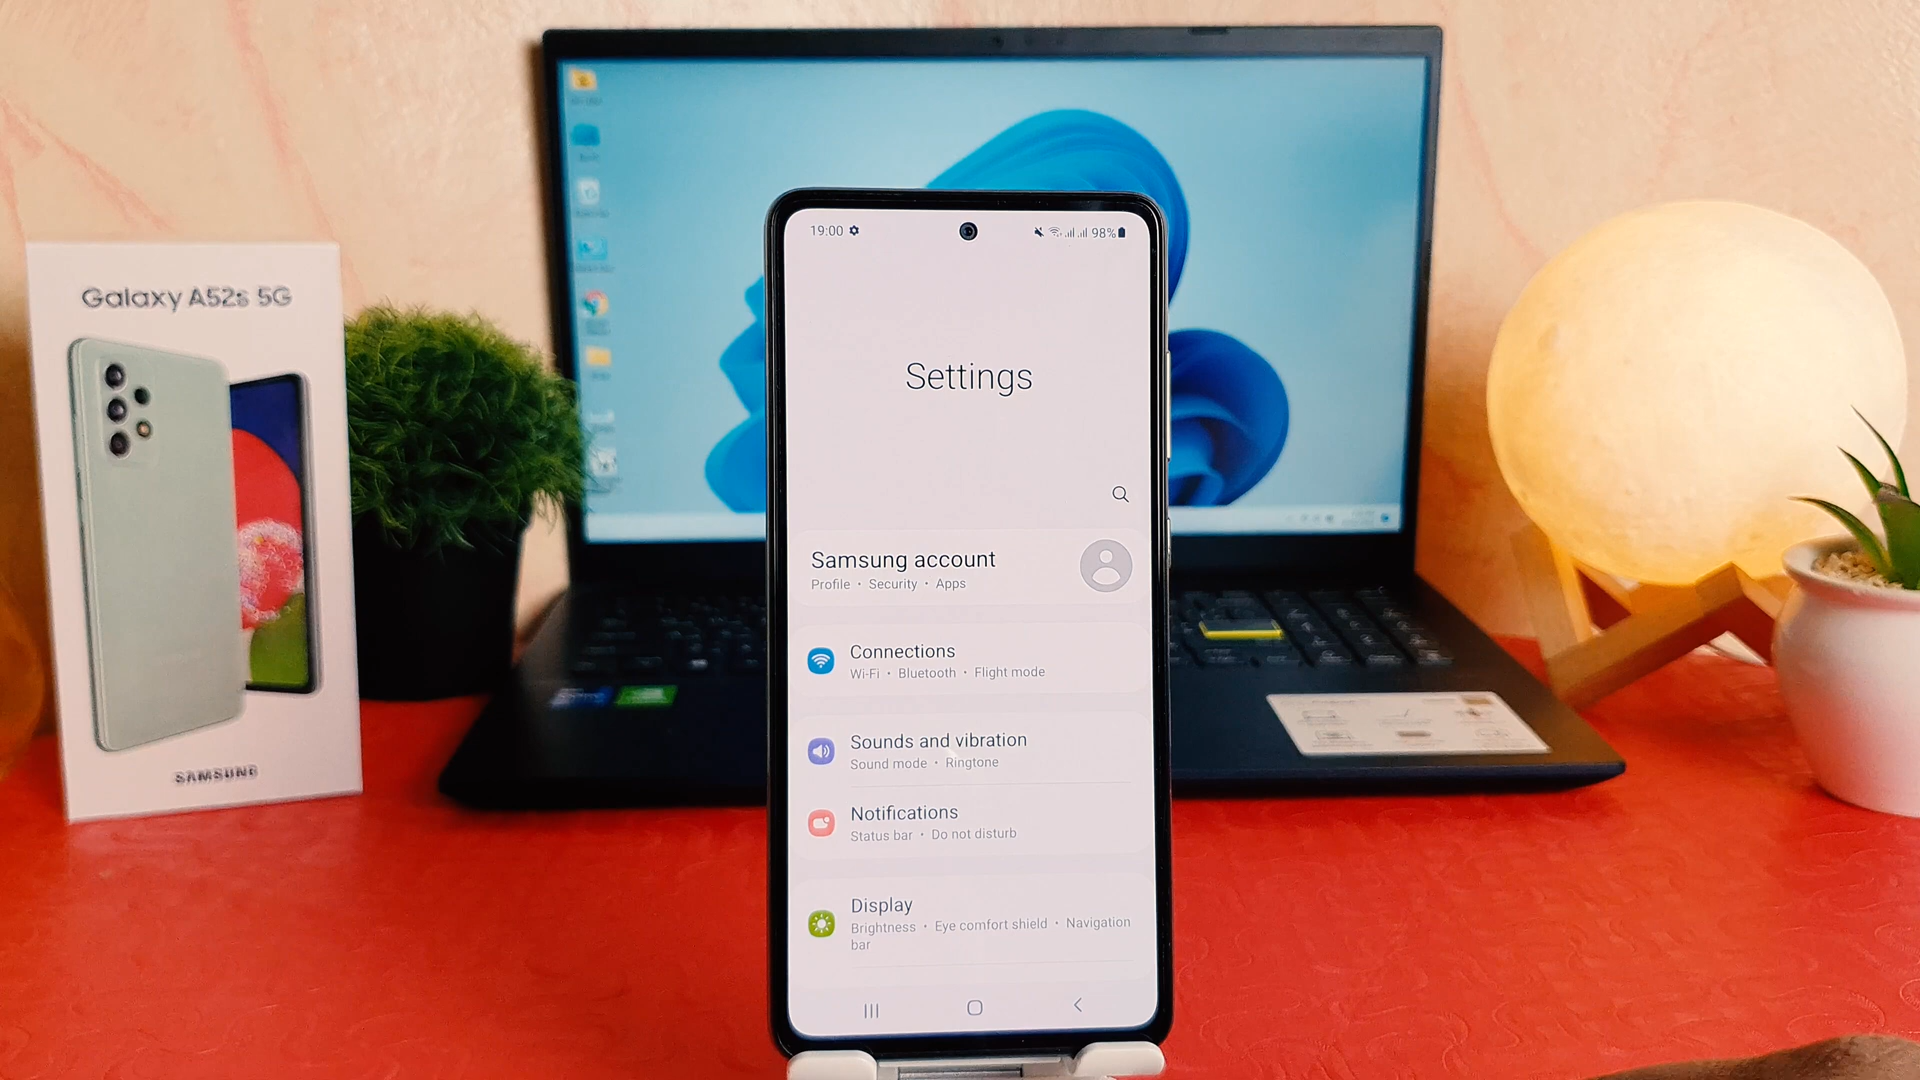 Galaxy A52s 5G
SAMSUNG
19:00
98%
Settings
Samsung account
Profile • Security • Apps
Connections
Wi-Fi • Bluetooth • Flight mode
Sounds and vibration
Sound mode • Ringtone
Notifications
Status bar • Do not disturb
Display
Brightness • Eye comfort shield • Navigation
bar